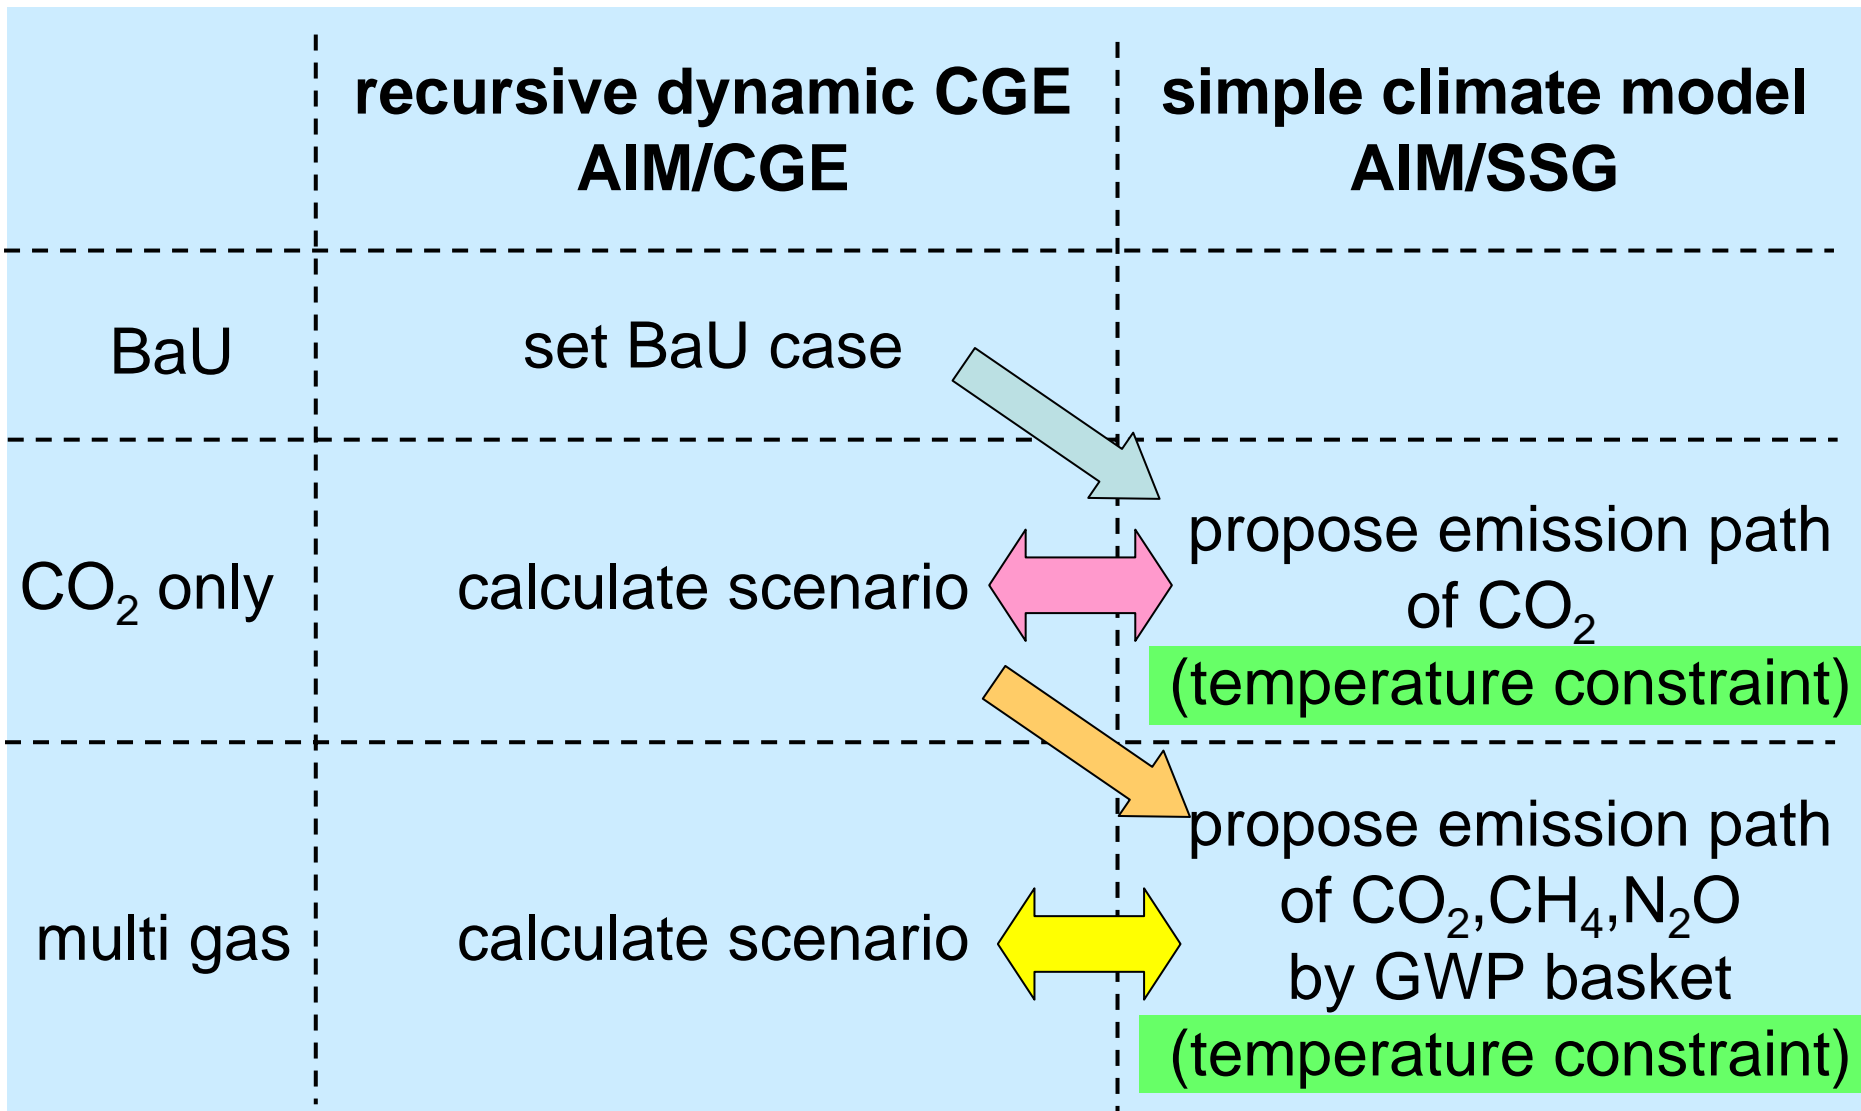 recursive dynamic CGE
AIM/CGE
simple climate model
AIM/SSG
BaU
set BaU case
CO₂ only
calculate scenario
propose emission path
of CO₂
(temperature constraint)
multi gas
calculate scenario
propose emission path
of CO₂,CH₄,N₂O
by GWP basket
(temperature constraint)